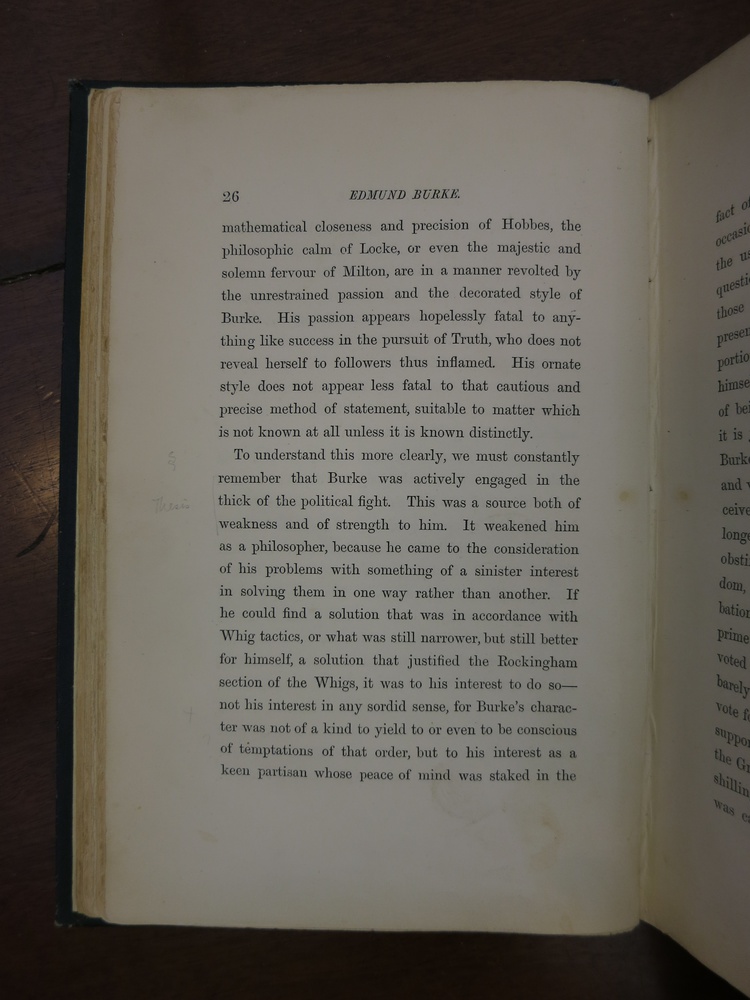 26 EDMUND BURKE.
mathematical closeness and precision of Hobbes, the
philosophic calm of Locke, or even the majestic and
solemn fervour of Milton, are in a manner revolted by
the unrestrained passion and the decorated style of
Burke. His passion appears hopelessly fatal to any-
thing like success in the pursuit of Truth, who does not
reveal herself to followers thus inflamed. His ornate
style does not appear less fatal to that cautious and
precise method of statement, suitable to matter which
is not known at all unless it is known distinctly.
To understand this more clearly, we must constantly
remember that Burke was actively engaged in the
thick of the political fight. This was a source both of
weakness and of strength to him. It weakened him
as a philosopher, because he came to the consideration
of his problems with something of a sinister interest
in solving them in one way rather than another. If
he could find a solution that was in accordance with
Whig tactics, or what was still narrower, but still better
for himself, a solution that justified the Rockingham
section of the Whigs, it was to his interest to do so—
not his interest in any sordid sense, for Burke's charac-
ter was not of a kind to yield to or even to be conscious
of temptations of that order, but to his interest as a
keen partisan whose peace of mind was staked in the
fact of
occasi
the us
questi
those
presen
portio
himse
of bei
it is
Burk
and
ceive
longe
obsti
dom,
bation
prime
voted
barely
vote f
suppo
the Gr
shillin
was